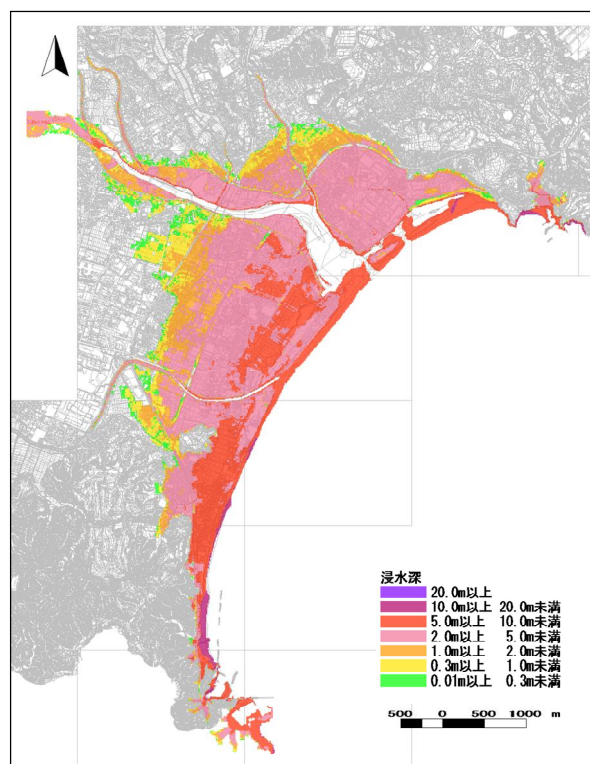 浸水深
20.0m以上
10.0m以上 20.0m未満
5.0m以上 10.0m未満
2.0m以上 5.0m未満
1.0m以上 2.0m未満
0.3m以上 1.0m未満
0.01m以上 0.3m未満
500 0 500 1000 m